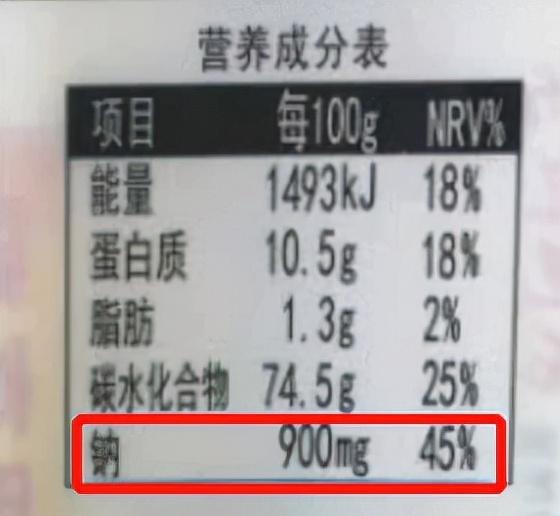 营养成分表
项目 每100g NRV%
能量 1493kJ 18%
蛋白质 10.5g 18%
脂肪 1.3g 2%
碳水化合物 74.5g 25%
钠 900mg 45%